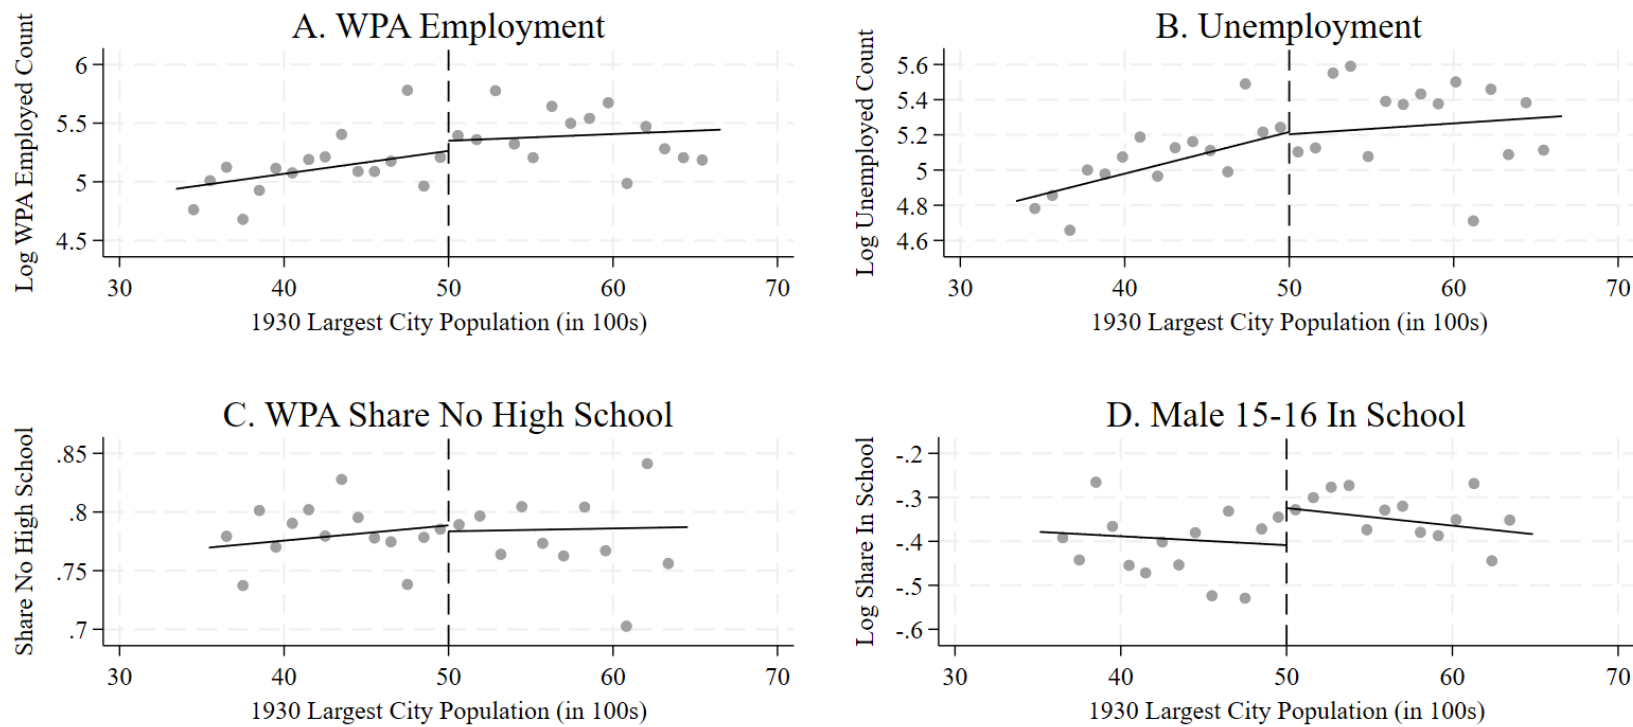 A. WPA Employment
Log WPA Employed Count
6
5.5
5
4.5
30 40 50 60 70
1930 Largest City Population (in 100s)
B. Unemployment
Log Unemployed Count
5.6
5.4
5.2
5
4.8
4.6
30 40 50 60 70
1930 Largest City Population (in 100s)
C. WPA Share No High School
Share No High School
.85
.8
.75
.7
30 40 50 60 70
1930 Largest City Population (in 100s)
D. Male 15-16 In School
Log Share In School
-.2
-.3
-.4
-.5
-.6
30 40 50 60 70
1930 Largest City Population (in 100s)